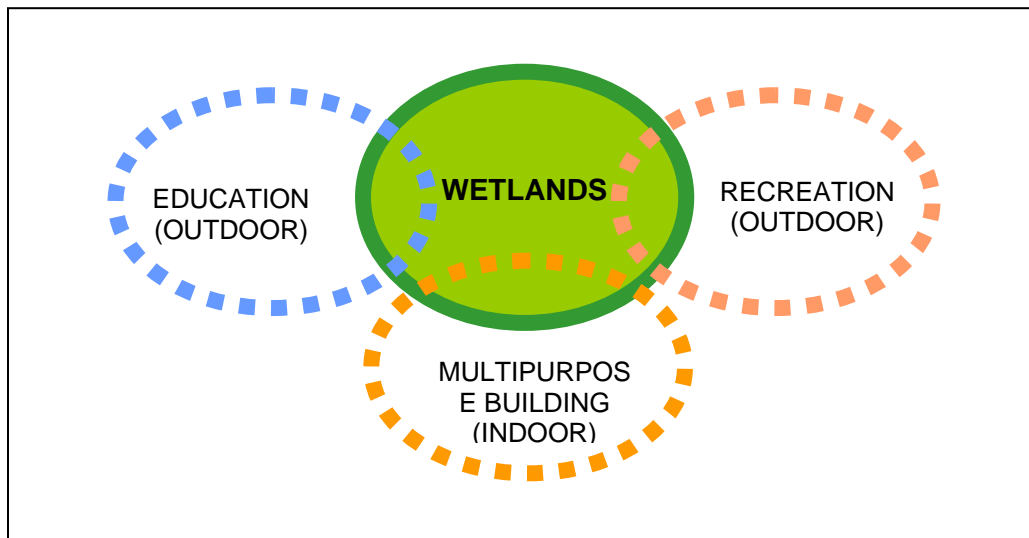 EDUCATION
(OUTDOOR)
WETLANDS
RECREATION
(OUTDOOR)
MULTIPURPOS
E BUILDING
(INDOOR)